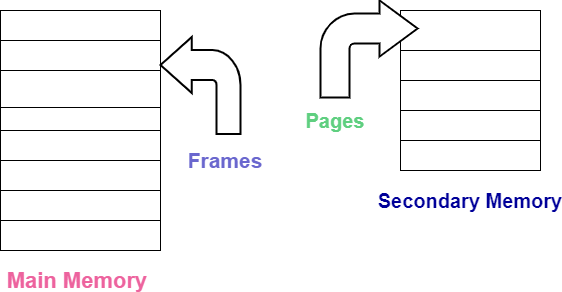 Pages
Frames
Secondary Memory
Main Memory